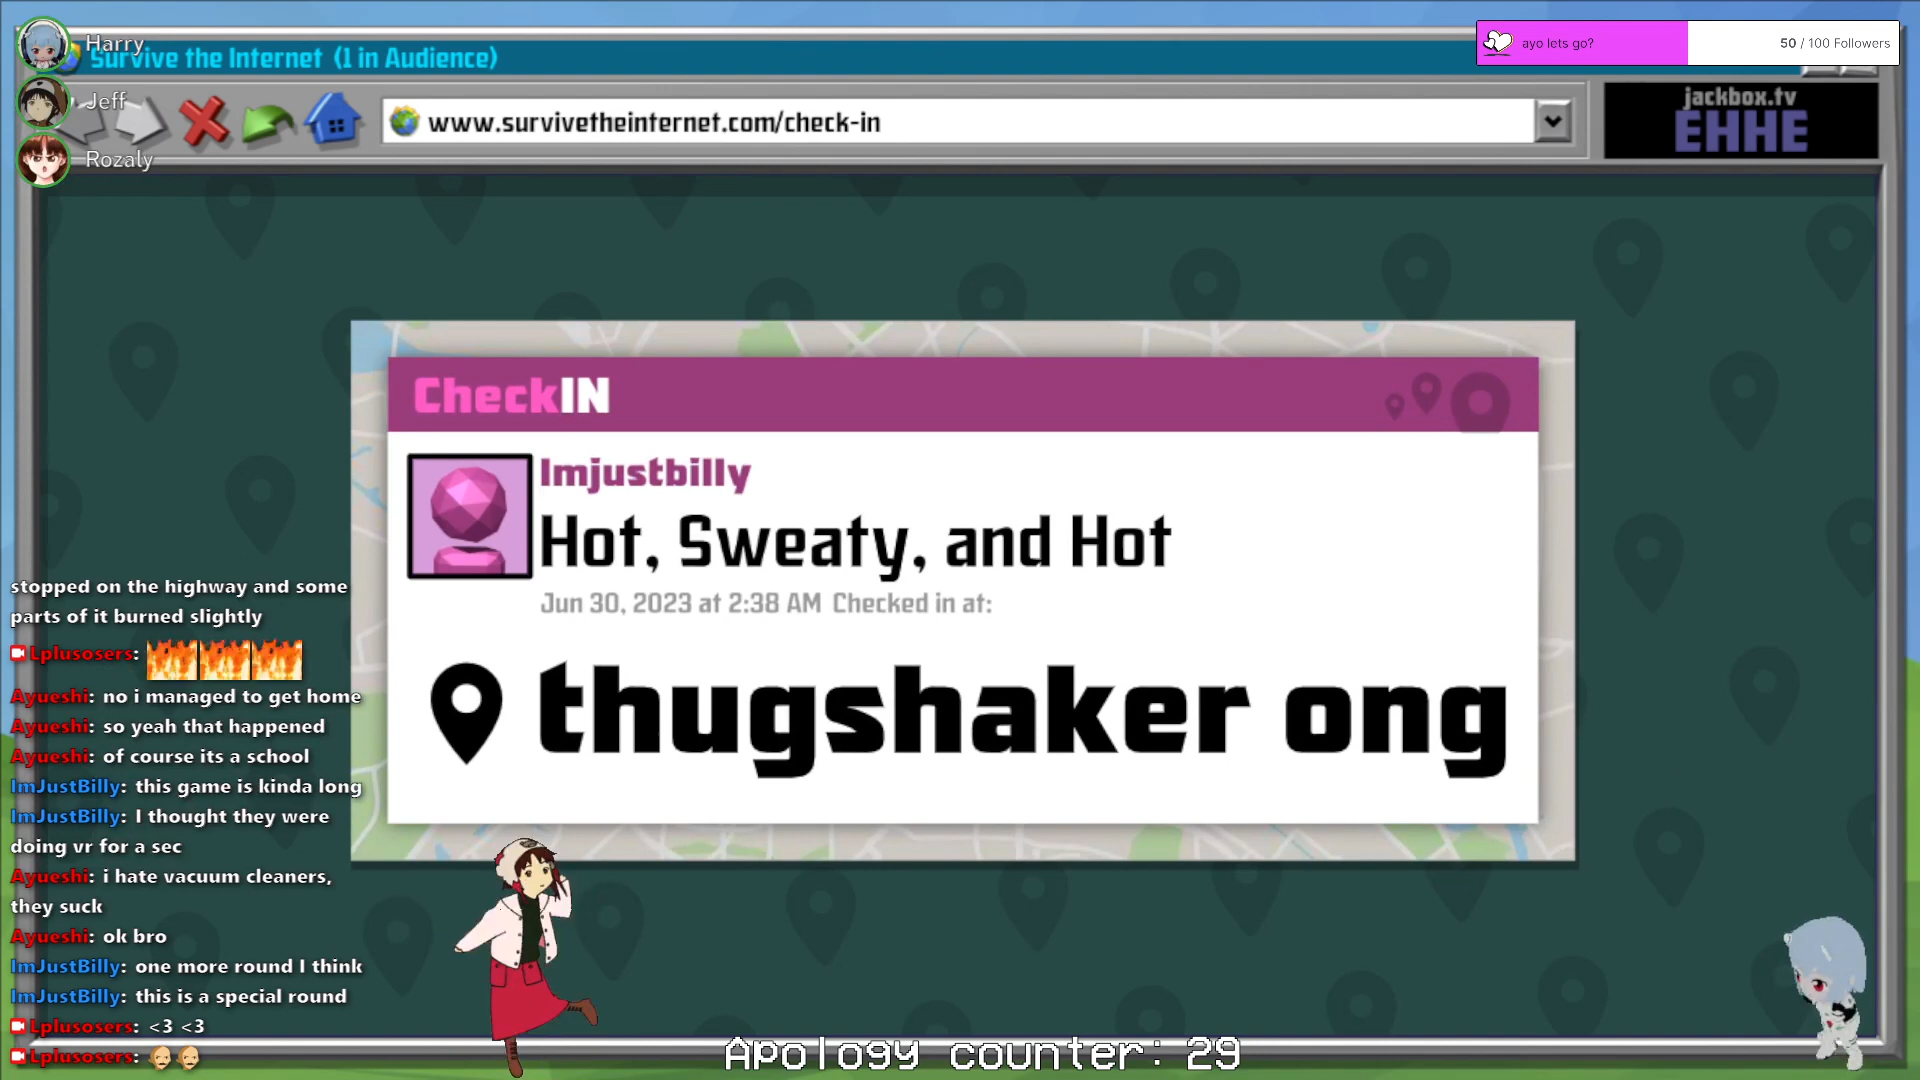 Harry
Survive the Internet (1 in Audience)
Jeff
Rozaly
www.survivetheinternet.com/check-in
ayo lets go?
50 / 100 Followers
jackbox.tv
EHHE
CheckIN
Imjustbilly
Hot, Sweaty, and Hot
Jun 30, 2023 at 2:38 AM Checked in at:
thugshaker ong
stopped on the highway and some
parts of it burned slightly
Lplusosers:
Ayueshi: no i managed to get home
Ayueshi: so yeah that happened
Ayueshi: of course its a school
ImJustBilly: this game is kinda long
ImJustBilly: I thought they were
doing vr for a sec
Ayueshi: i hate vacuum cleaners,
they suck
Ayueshi: ok bro
ImJustBilly: one more round I think
ImJustBilly: this is a special round
Lplusosers: <3 <3
Lplusosers:
Apology counter: 29